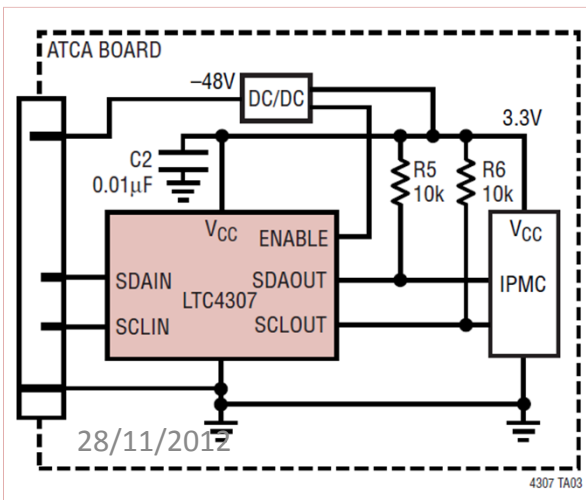 ATCA BOARD
–48V
DC/DC
3.3V
C2
0.01μF
R5
10k
R6
10k
VCC
ENABLE
VCC
SDAIN
SDAOUT
IPMC
LTC4307
SCLIN
SCLOUT
28/11/2012
4307 TA03